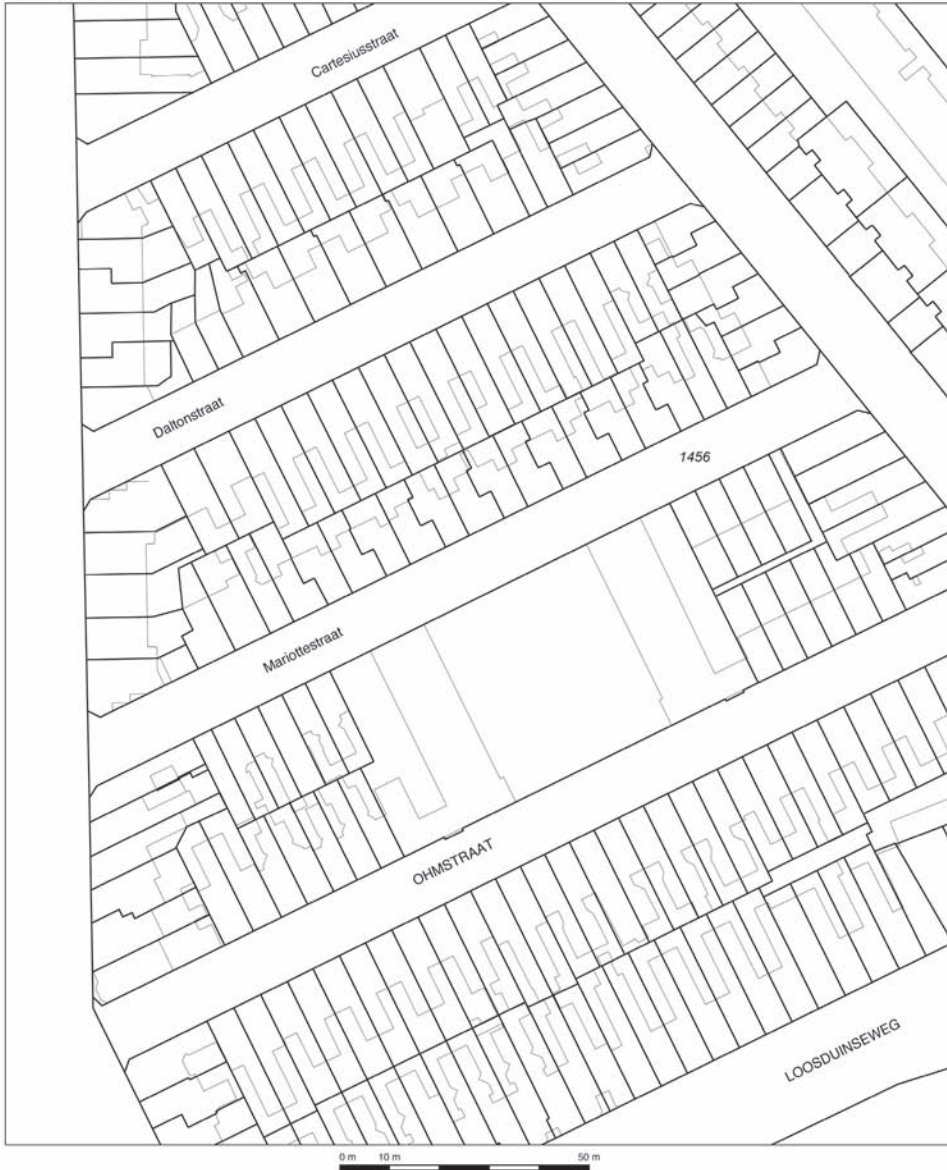 Cartesiusstraat
Daltonstraat
1456
Mariottestraat
OHMSTRAAT
LOOSDUINSEWEG
0 m 10 m 50 m